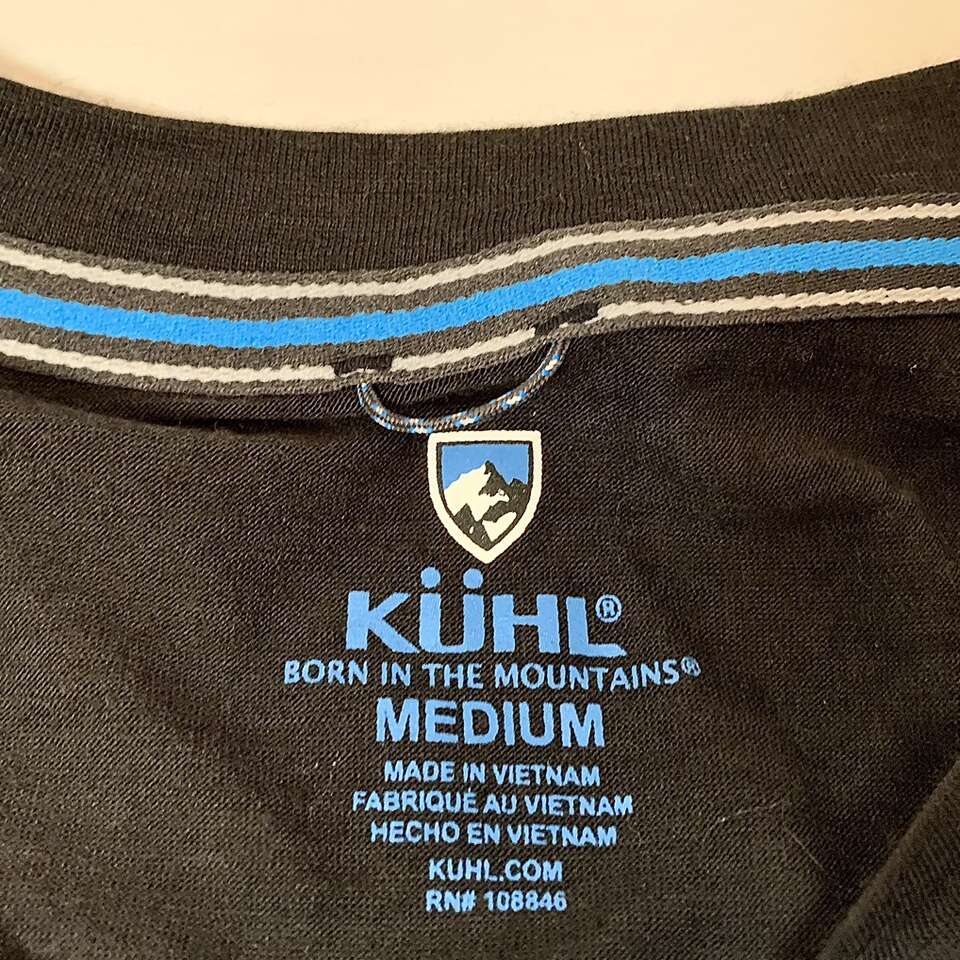 KÜHL®
BORN IN THE MOUNTAINS®
MEDIUM
MADE IN VIETNAM
FABRIQUÉ AU VIETNAM
HECHO EN VIETNAM
KUHL.COM
RN# 108846